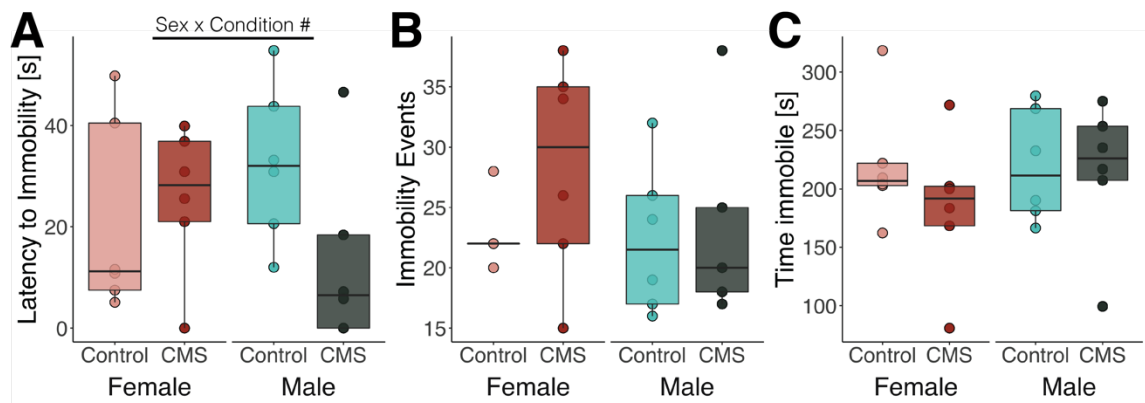 A
Sex x Condition #
Latency to Immobility [s]
40
20
0
Control
CMS
Control
CMS
Female
Male
B
Immobility Events
35
30
25
20
15
Control
CMS
Control
CMS
Female
Male
C
Time immobile [s]
300
250
200
150
100
Control
CMS
Control
CMS
Female
Male